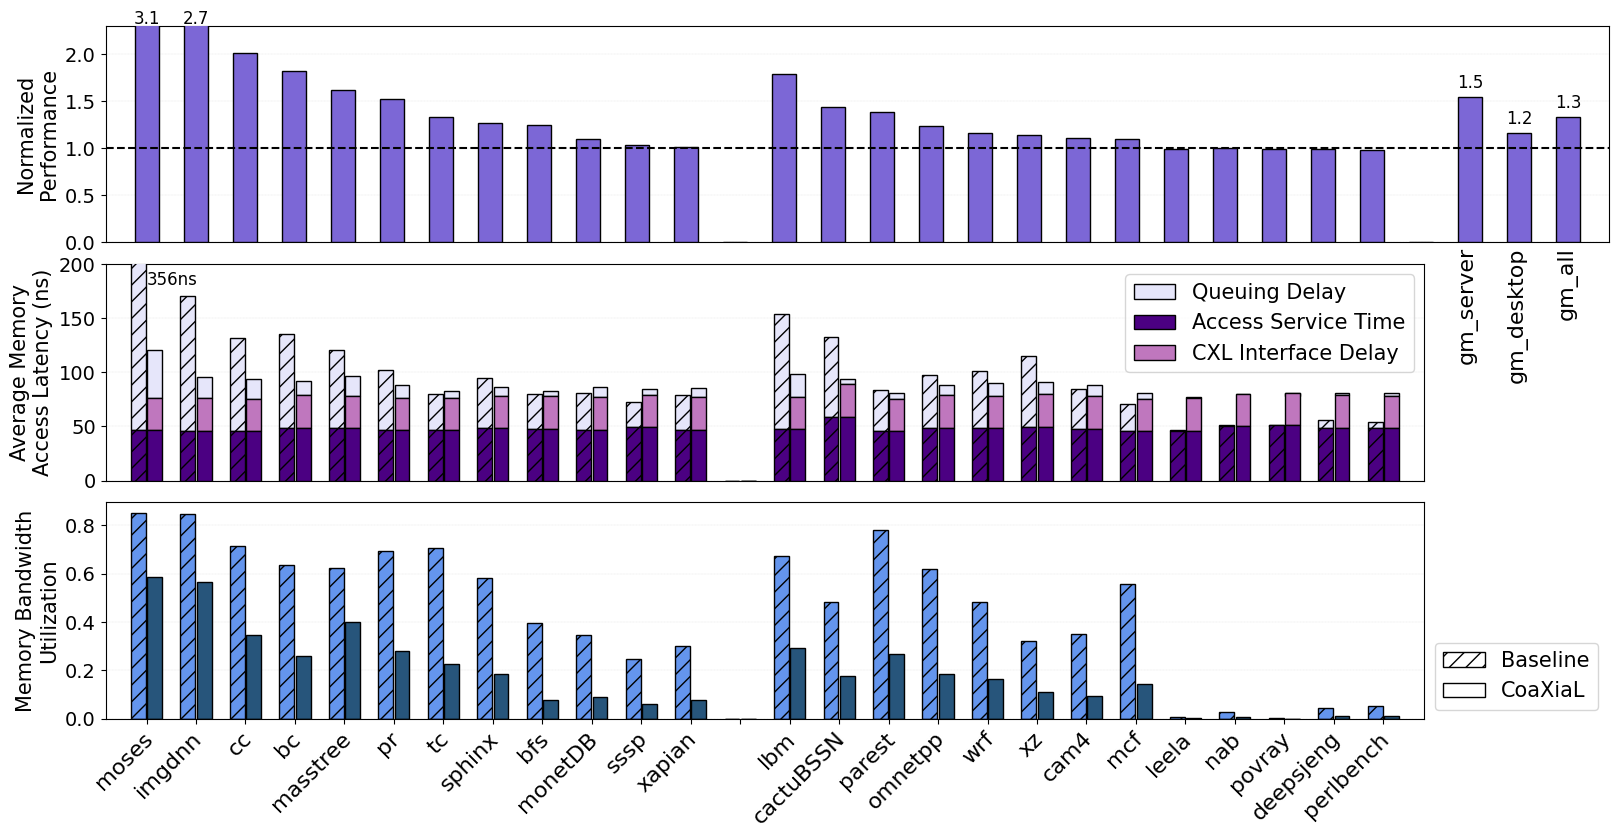 3.1
2.7
2.0
1.5
1.0
0.5
0.0
Normalized
Performance
1.5
1.2
1.3
gm_server
gm_desktop
gm_all
200
150
100
50
0
Average Memory
Access Latency (ns)
356ns
Queuing Delay
Access Service Time
CXL Interface Delay
0.8
0.6
0.4
0.2
0.0
Memory Bandwidth
Utilization
Baseline
CoaXiaL
moses
imgdnn
cc
bc
masstree
pr
tc
sphinx
bfs
monetDB
sssp
xapian
lbm
cactuBSSN
parest
omnetpp
wrf
xz
cam4
mcf
leela
nab
povray
deepsjeng
perlbench